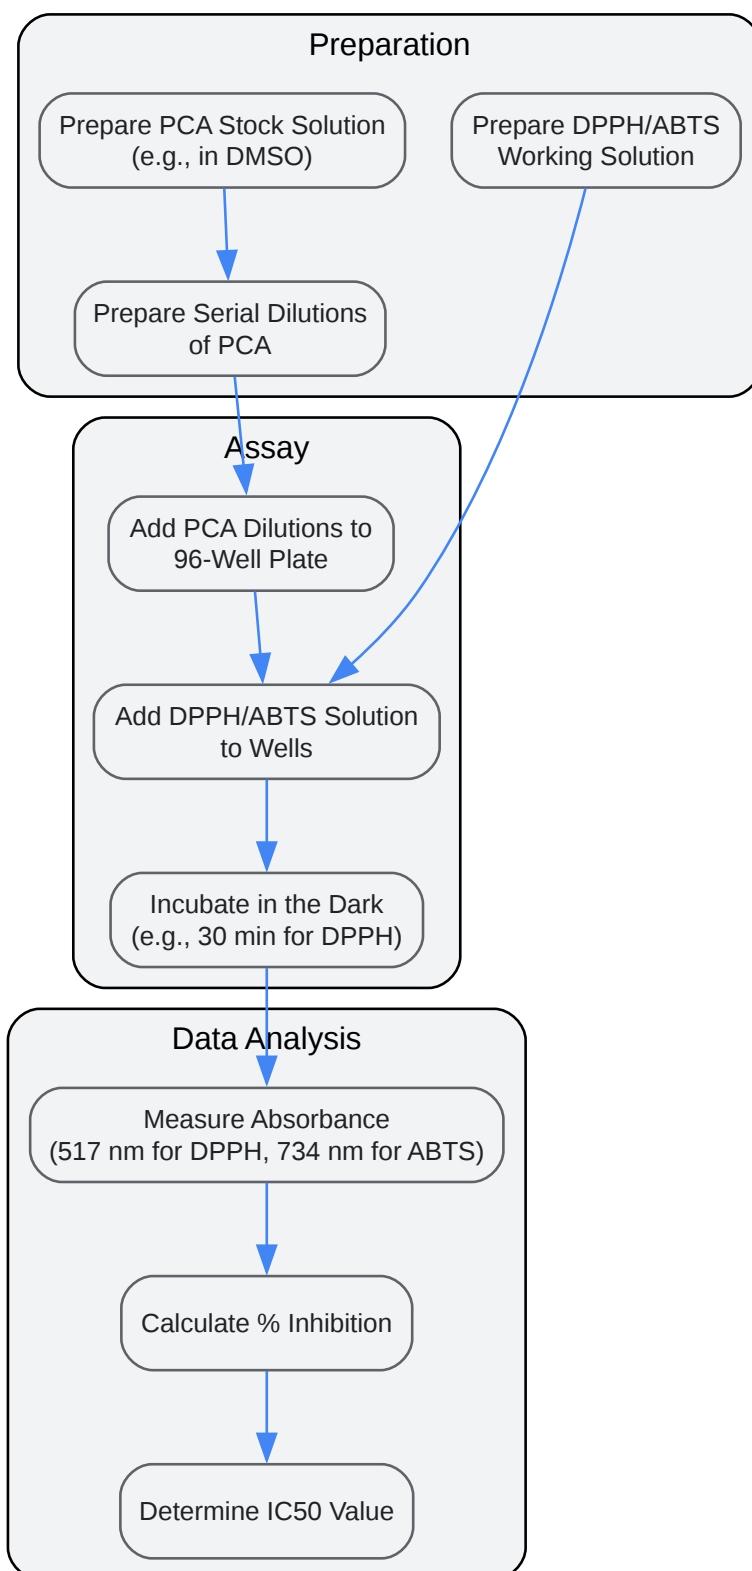 Preparation
Prepare PCA Stock Solution
(e.g., in DMSO)
Prepare DPPH/ABTS
Working Solution
Prepare Serial Dilutions
of PCA
Assay
Add PCA Dilutions to
96-Well Plate
Add DPPH/ABTS Solution
to Wells
Incubate in the Dark
(e.g., 30 min for DPPH)
Data Analysis
Measure Absorbance
(517 nm for DPPH, 734 nm for ABTS)
Calculate % Inhibition
Determine IC50 Value